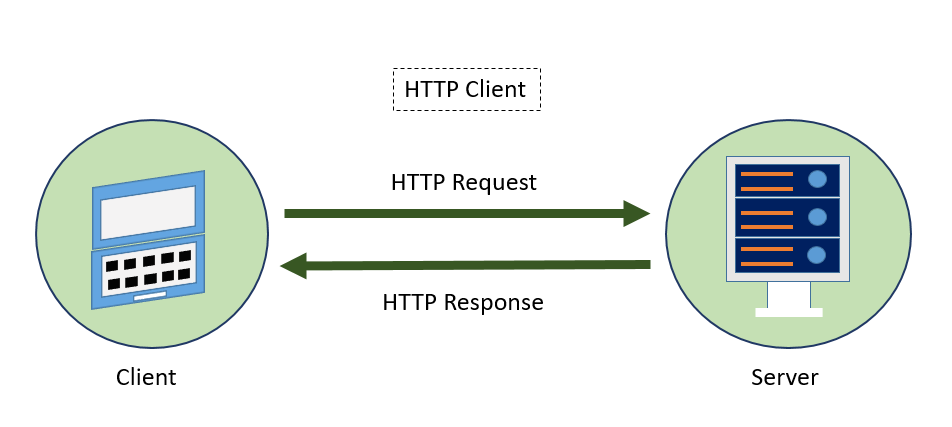 HTTP Client
HTTP Request
HTTP Response
Client
Server